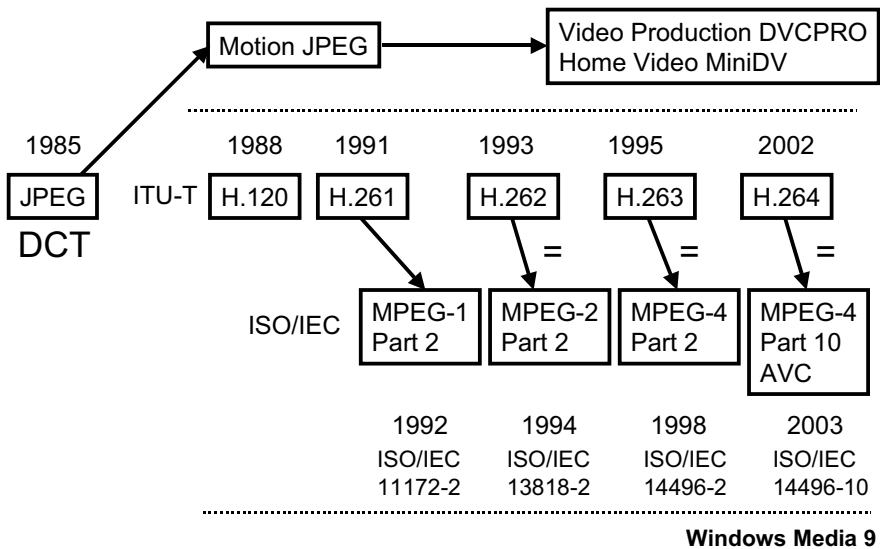 Motion JPEG
Video Production DVCPRO
Home Video MiniDV
1985 1988 1991 1993 1995 2002
JPEG ITU-T H.120 H.261 H.262 H.263 H.264
DCT
= = =
ISO/IEC MPEG-1 MPEG-2 MPEG-4 MPEG-4
Part 2 Part 2 Part 2 Part 10
AVC
1992 1994 1998 2003
ISO/IEC ISO/IEC ISO/IEC ISO/IEC
11172-2 13818-2 14496-2 14496-10
Windows Media 9